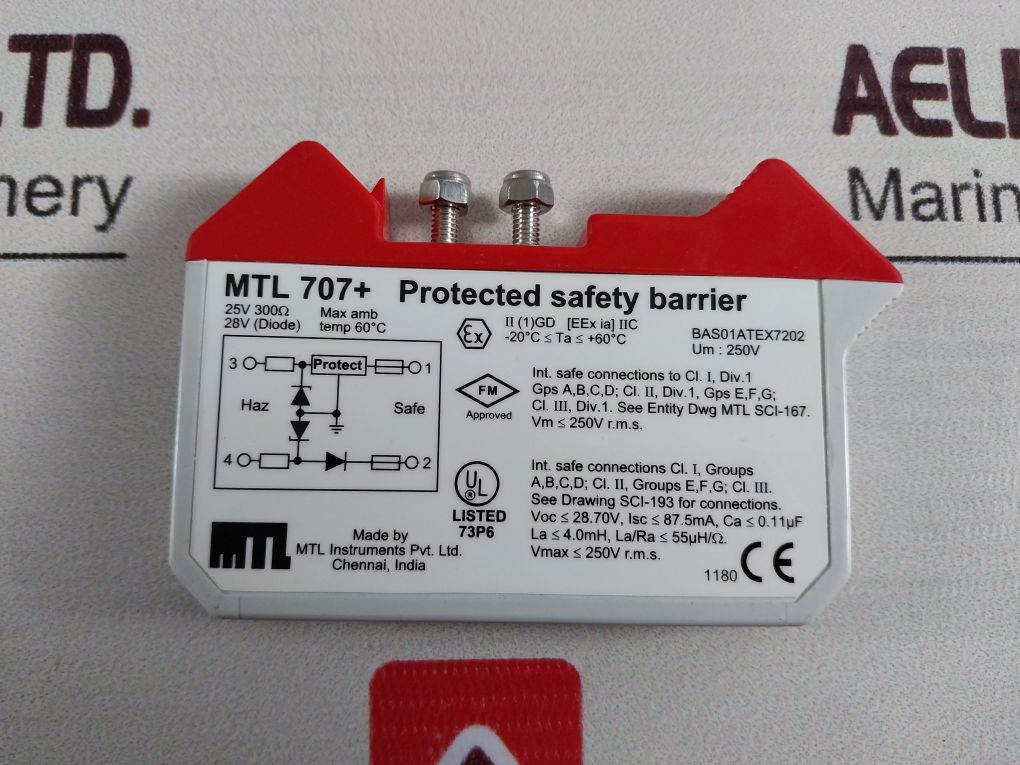 LTD.
AELI
nery
Marin
MTL 707+ Protected safety barrier
25V 300Ω Max amb
28V (Diode) temp 60°C
3 Protect 1
Haz Safe
4 2
MTL
Made by
MTL Instruments Pvt. Ltd.
Chennai, India
Ex
II (1)GD [EEx ia] IIC
-20°C ≤ Ta ≤ +60°C
BAS01ATEX7202
Um : 250V
FM
Approved
Int. safe connections to Cl. I, Div.1
Gps A,B,C,D; Cl. II, Div.1, Gps E,F,G;
Cl. III, Div.1. See Entity Dwg MTL SCI-167.
Vm ≤ 250V r.m.s.
UL
®
LISTED
73P6
Int. safe connections Cl. I, Groups
A,B,C,D; Cl. II, Groups E,F,G; Cl. III.
See Drawing SCI-193 for connections.
Voc ≤ 28.70V, Isc ≤ 87.5mA, Ca ≤ 0.11µF
La ≤ 4.0mH, La/Ra ≤ 55µH/Ω.
Vmax ≤ 250V r.m.s.
1180 CE